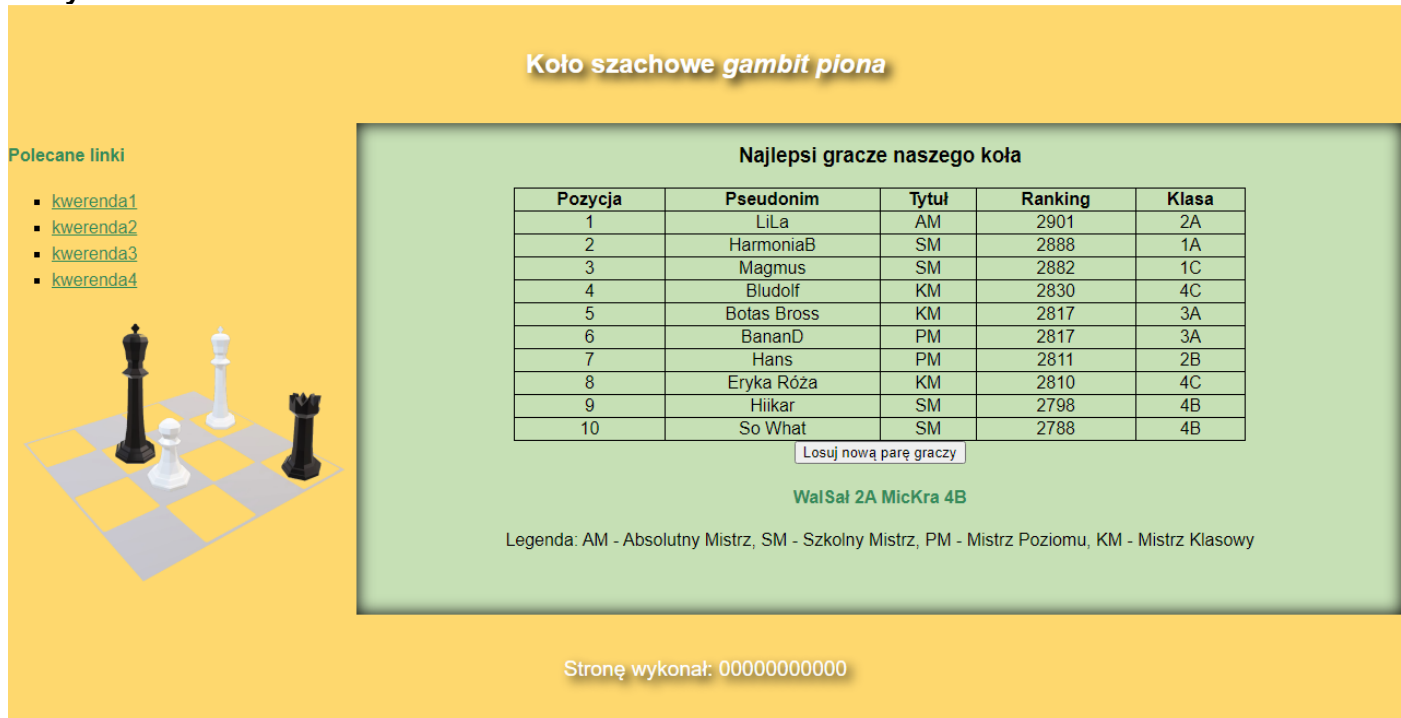 Koło szachowe gambit piona
Polecane linki
kwerenda1
kwerenda2
kwerenda3
kwerenda4
Najlepsi gracze naszego koła
Pozycja Pseudonim Tytuł Ranking Klasa
1 LiLa AM 2901 2A
2 HarmoniaB SM 2888 1A
3 Magmus SM 2882 1C
4 Bludolf KM 2830 4C
5 Botas Bross KM 2817 3A
6 BananD PM 2817 3A
7 Hans PM 2811 2B
8 Eryka Róża KM 2810 4C
9 Hiikar SM 2798 4B
10 So What SM 2788 4B
Losuj nową parę graczy
WalSał 2A MicKra 4B
Legenda: AM - Absolutny Mistrz, SM - Szkolny Mistrz, PM - Mistrz Poziomu, KM - Mistrz Klasowy
Stronę wykonał: 00000000000